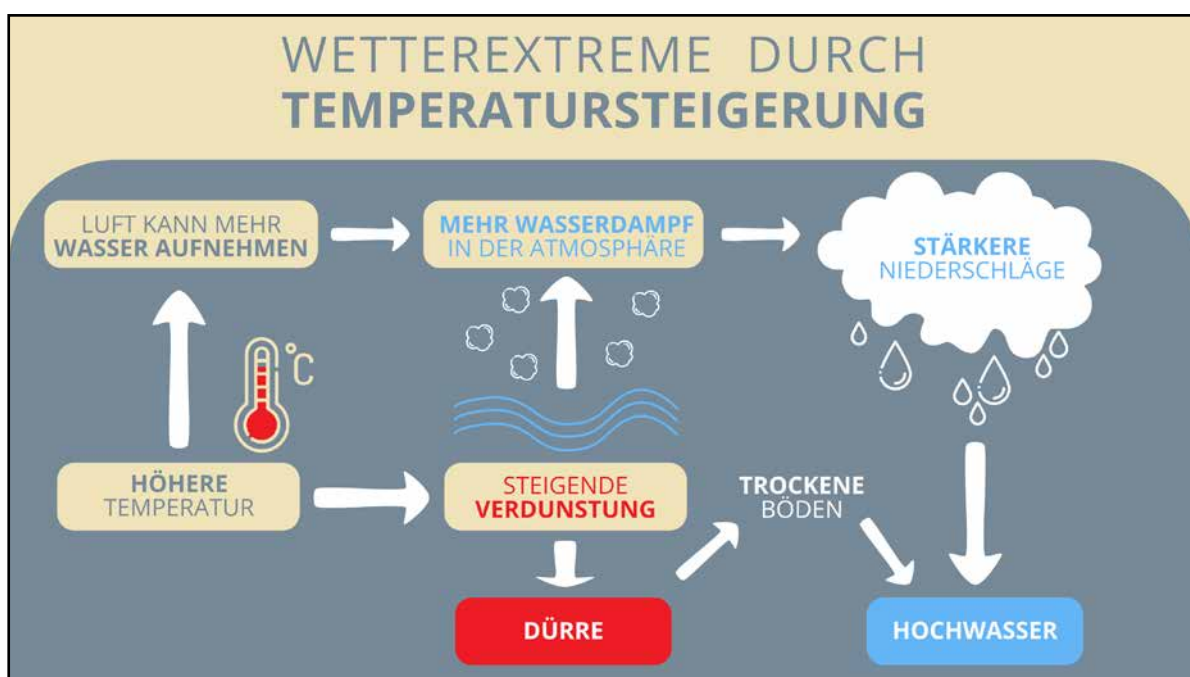 WETTEREXTREME DURCH
TEMPERATURSTEIGERUNG
LUFT KANN MEHR
WASSER AUFNEHMEN
MEHR WASSERDAMPF
IN DER ATMOSPHÄRE
STÄRKERE
NIEDERSCHLÄGE
°C
HÖHERE
TEMPERATUR
STEIGENDE
VERDUNSTUNG
TROCKENE
BÖDEN
DÜRRE
HOCHWASSER